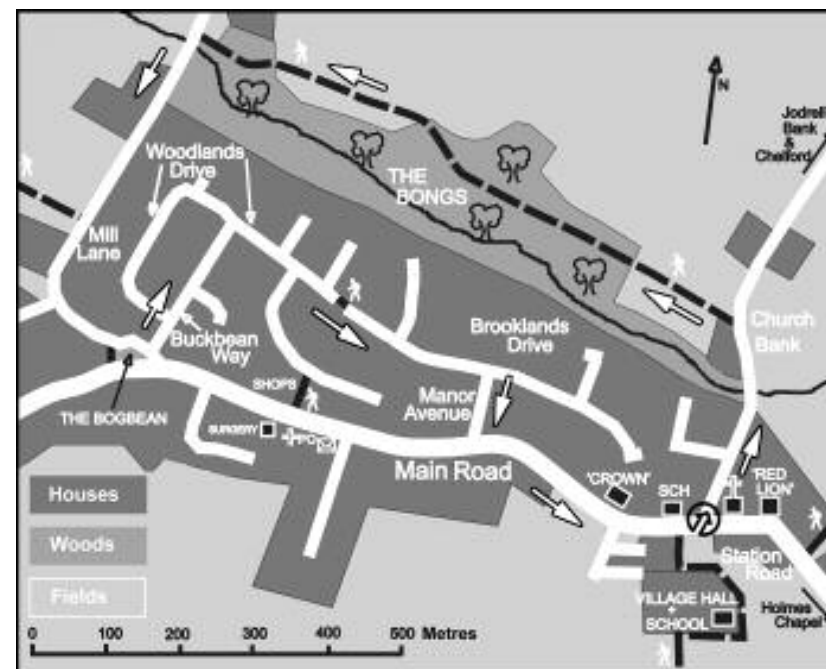 N
Jodrell
Bank
&
Chelford
Woodlands
Drive
THE
BONGS
Mill
Lane
Church
Bank
Brooklands
Drive
Buckbean
Way
SHOPS
Manor
Avenue
THE BOGBEAN
SURGERY
PO
Main Road
'CROWN'
SCH
'RED
LION'
Houses
Woods
Fields
Station
Road
VILLAGE HALL
+
SCHOOL
Holmes
Chapel
0 100 200 300 400 500 Metres